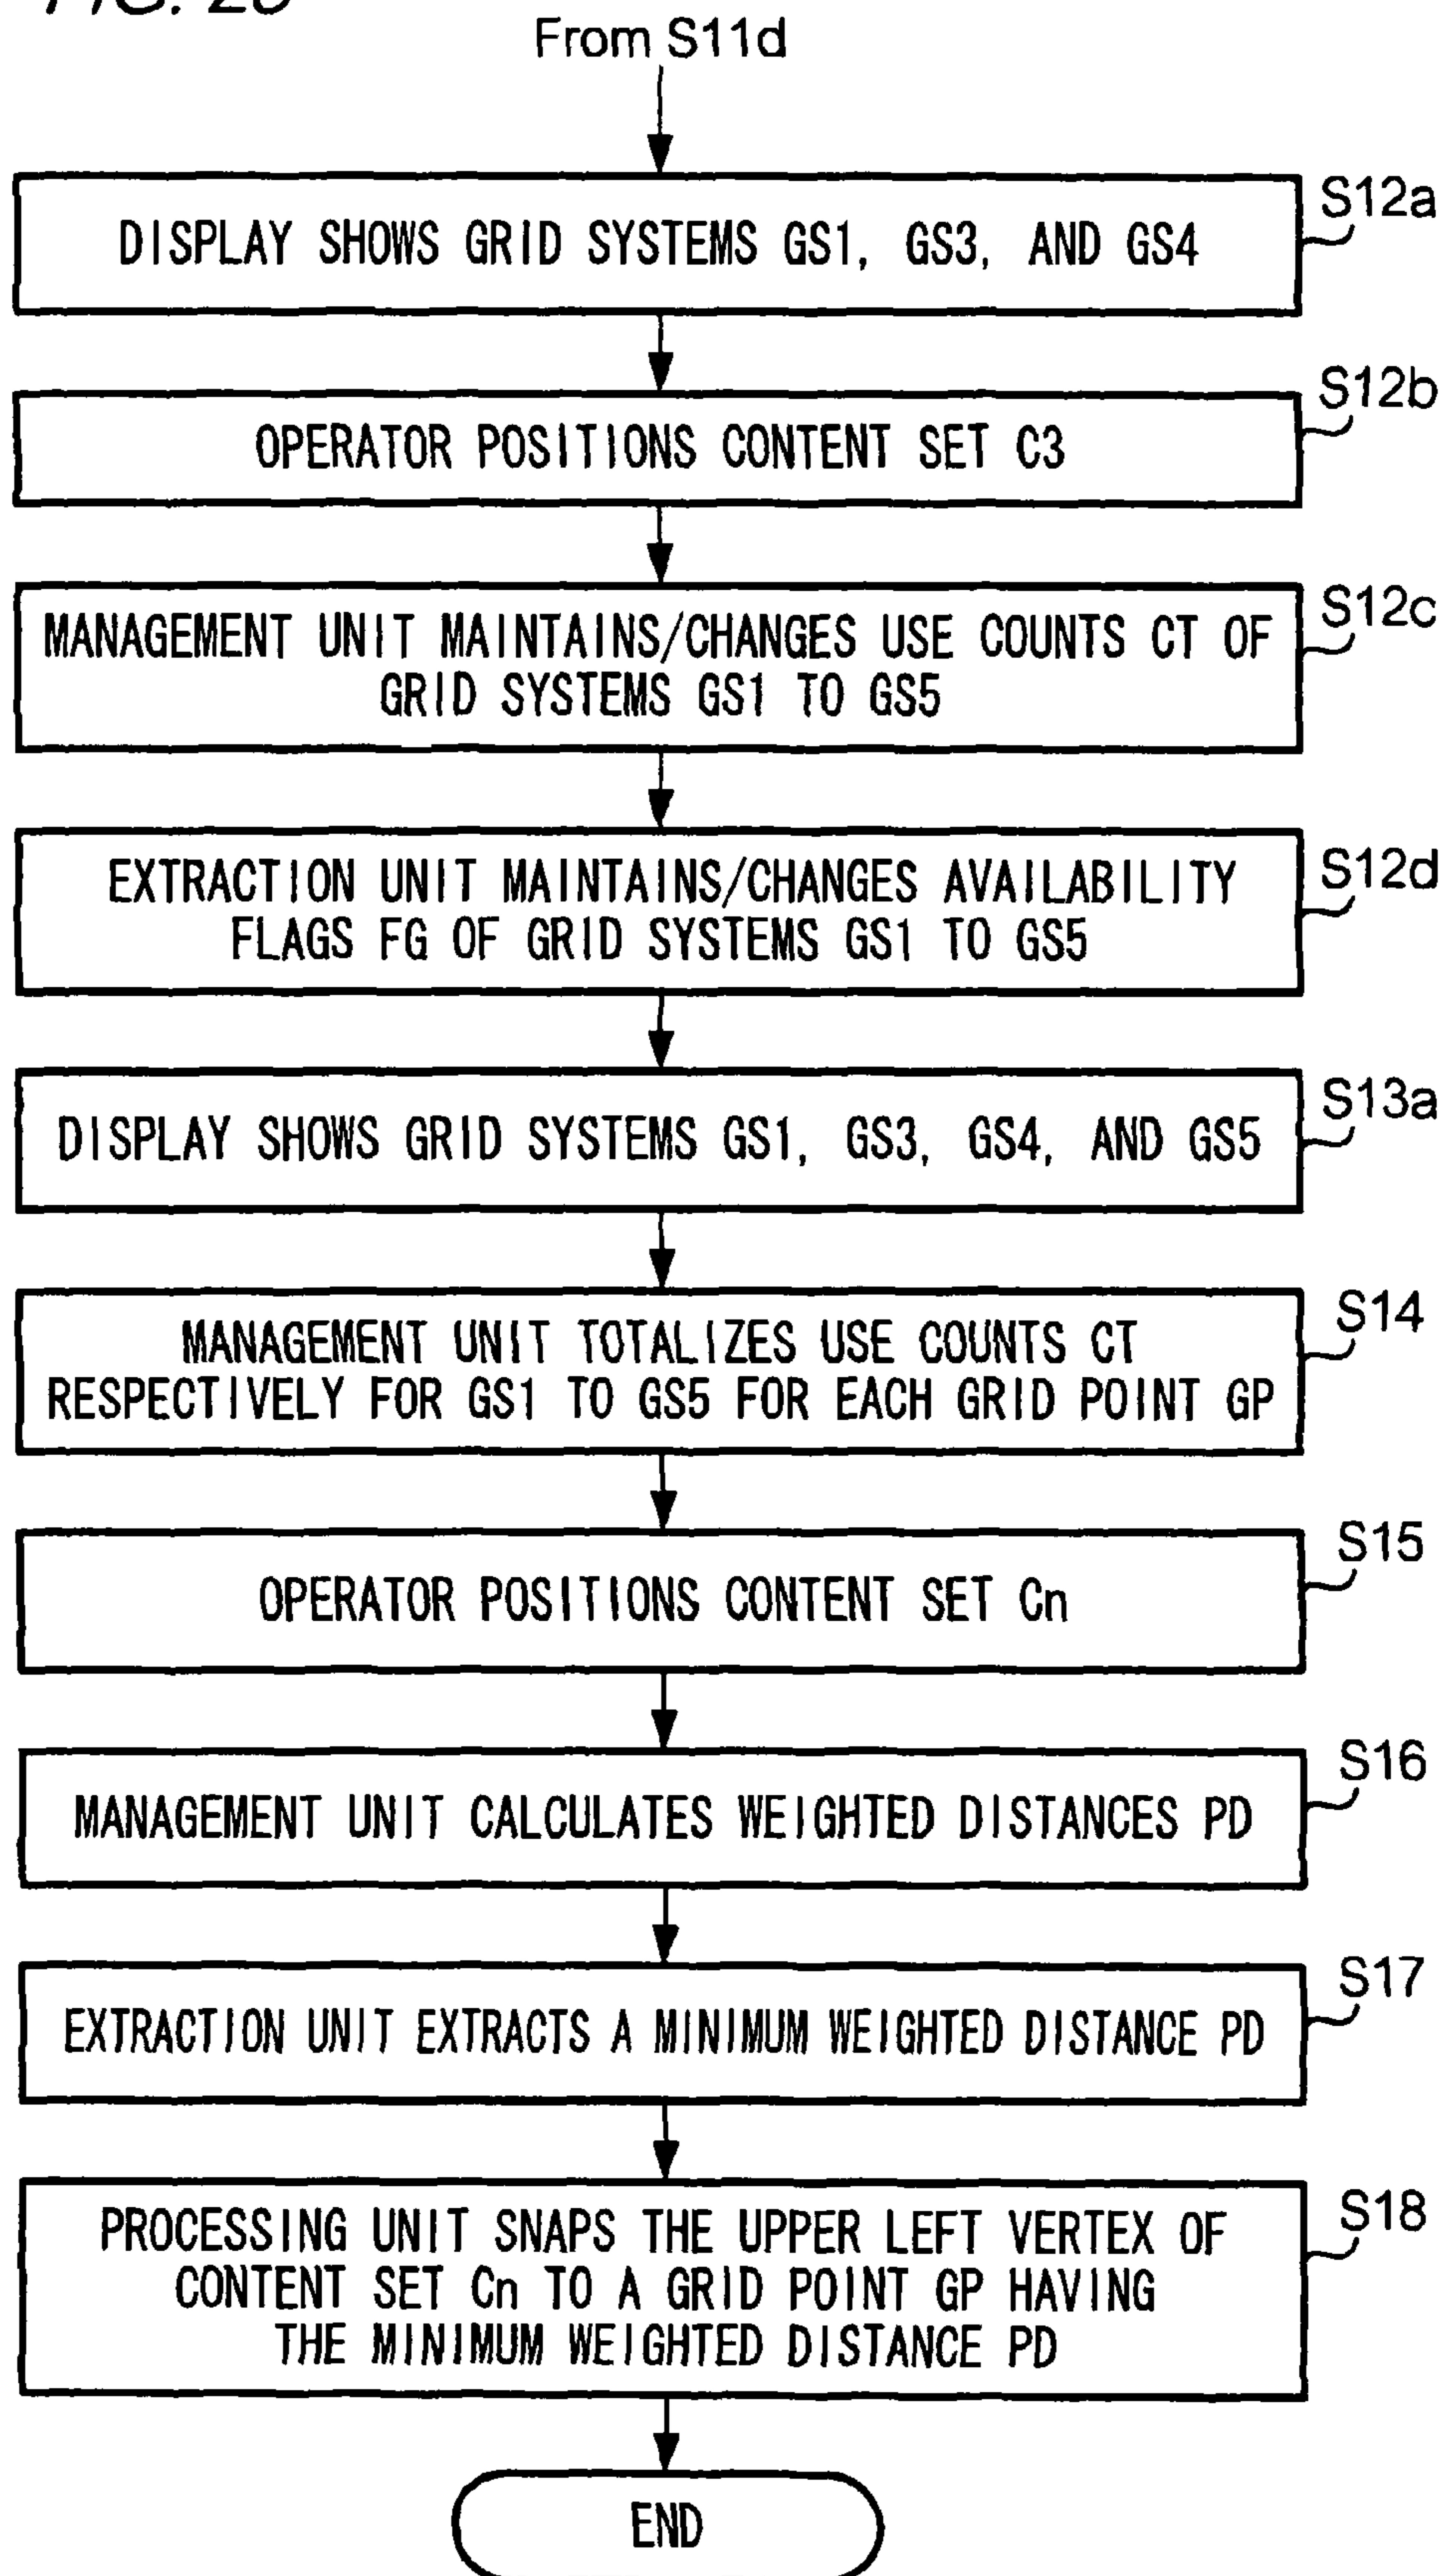 From S11d
S12a
DISPLAY SHOWS GRID SYSTEMS GS1, GS3, AND GS4
S12b
OPERATOR POSITIONS CONTENT SET C3
S12c
MANAGEMENT UNIT MAINTAINS/CHANGES USE COUNTS CT OF
GRID SYSTEMS GS1 TO GS5
S12d
EXTRACTION UNIT MAINTAINS/CHANGES AVAILABILITY
FLAGS FG OF GRID SYSTEMS GS1 TO GS5
S13a
DISPLAY SHOWS GRID SYSTEMS GS1, GS3, GS4, AND GS5
S14
MANAGEMENT UNIT TOTALIZES USE COUNTS CT
RESPECTIVELY FOR GS1 TO GS5 FOR EACH GRID POINT GP
S15
OPERATOR POSITIONS CONTENT SET Cn
S16
MANAGEMENT UNIT CALCULATES WEIGHTED DISTANCES PD
S17
EXTRACTION UNIT EXTRACTS A MINIMUM WEIGHTED DISTANCE PD
S18
PROCESSING UNIT SNAPS THE UPPER LEFT VERTEX OF
CONTENT SET Cn TO A GRID POINT GP HAVING
THE MINIMUM WEIGHTED DISTANCE PD
END